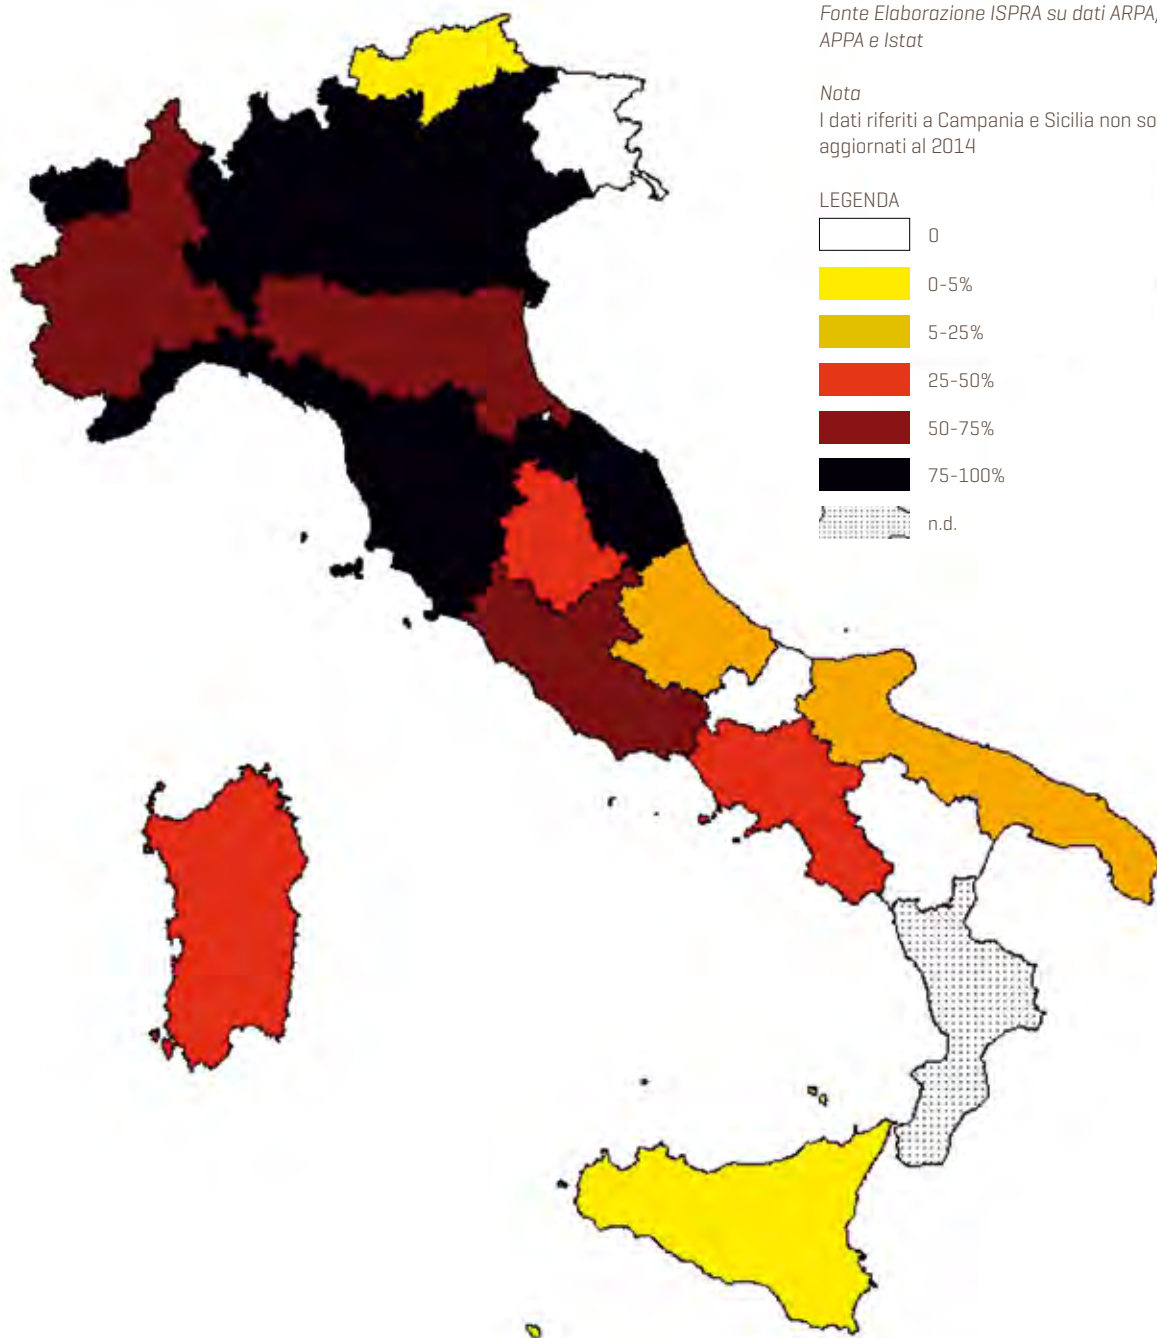 Fonte Elaborazione ISPRA su dati ARPA,
APPA e Istat
Nota
I dati riferiti a Campania e Sicilia non so
aggiornati al 2014
LEGENDA
0
0-5%
5-25%
25-50%
50-75%
75-100%
n.d.